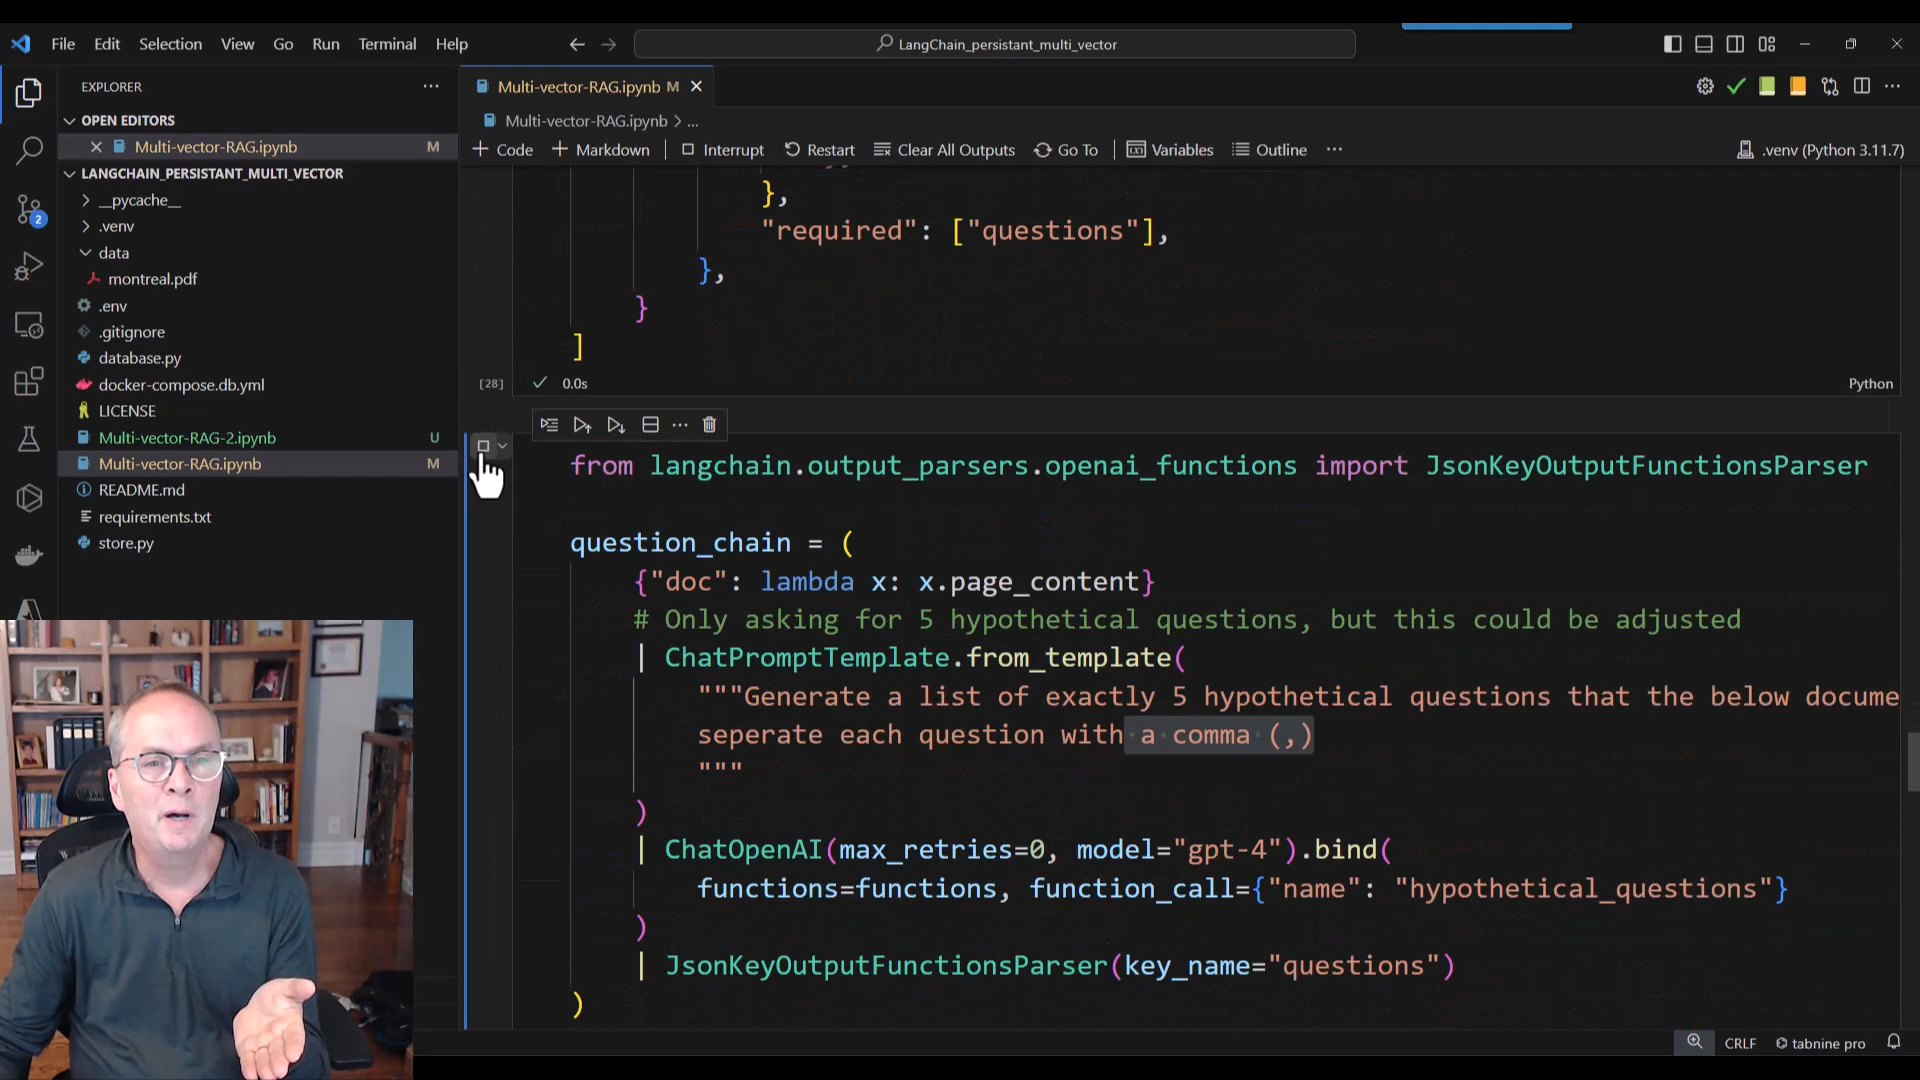 File Edit Selection View Go Run Terminal Help
LangChain_persistant_multi_vector
EXPLORER
OPEN EDITORS
Multi-vector-RAG.ipynb M
LANGCHAIN_PERSISTANT_MULTI_VECTOR
__pycache__
.venv
data
montreal.pdf
.env
.gitignore
database.py
docker-compose.db.yml
LICENSE
Multi-vector-RAG-2.ipynb U
Multi-vector-RAG.ipynb M
README.md
requirements.txt
store.py
2
Multi-vector-RAG.ipynb M
Multi-vector-RAG.ipynb > ...
+ Code + Markdown Interrupt Restart Clear All Outputs Go To Variables Outline ... .venv (Python 3.11.7)
},
"required": ["questions"],
},
}
]
[28] 0.0s Python
from langchain.output_parsers.openai_functions import JsonKeyOutputFunctionsParser
question_chain = (
{"doc": lambda x: x.page_content}
# Only asking for 5 hypothetical questions, but this could be adjusted
| ChatPromptTemplate.from_template(
"""Generate a list of exactly 5 hypothetical questions that the below docume
seperate each question with a comma (,)
"""
)
| ChatOpenAI(max_retries=0, model="gpt-4").bind(
functions=functions, function_call={"name": "hypothetical_questions"}
)
| JsonKeyOutputFunctionsParser(key_name="questions")
)
CRLF tabnine pro